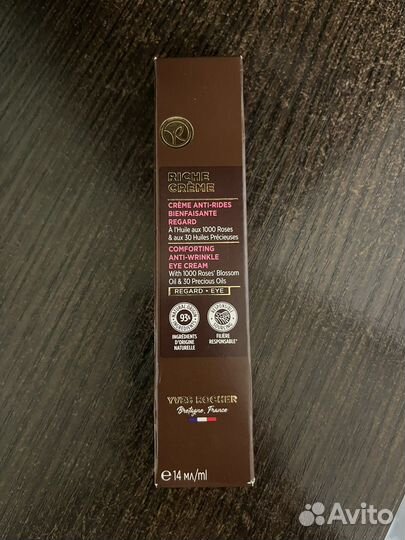 RICHE
CRÈME
CRÈME ANTI-RIDES
BIENFAISANTE
REGARD
À l'Huile aux 1000 Roses
& aux 30 Huiles Précieuses
COMFORTING
ANTI-WRINKLE
EYE CREAM
With 1000 Roses' Blossom
Oil & 30 Precious Oils
REGARD • EYE
93%
INGRÉDIENTS
D'ORIGINE
NATURELLE
FILIÈRE
RESPONSABLE*
YVES ROCHER
Bretagne, France
℮ 14 МЛ/ml
Avito